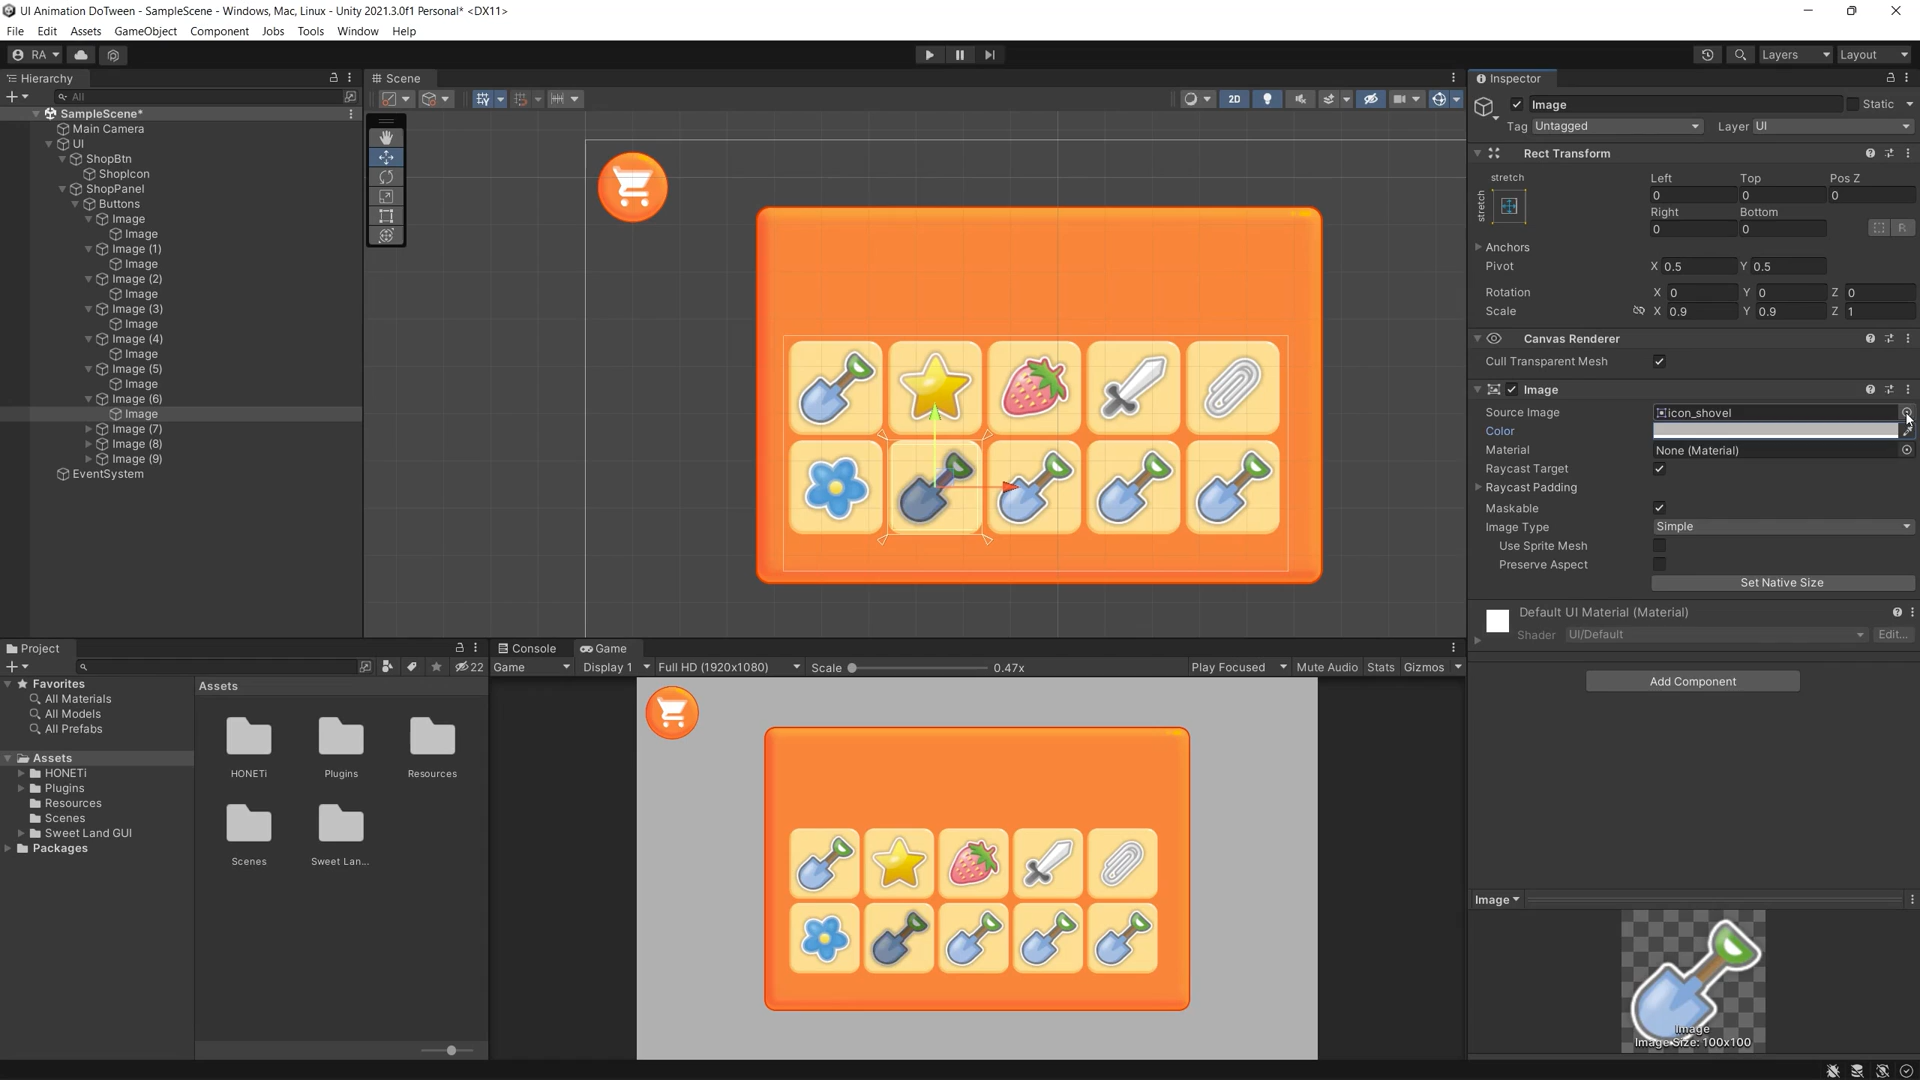 UI Animation DoTween - SampleScene - Windows, Mac, Linux - Unity 2021.3.0f1 Personal* <DX11>
File Edit Assets GameObject Component Jobs Tools Window Help
RA Layers Layout
Hierarchy
All
SampleScene*
Main Camera
UI
ShopBtn
ShopIcon
ShopPanel
Buttons
Image
Image
Image (1)
Image
Image (2)
Image
Image (3)
Image
Image (4)
Image
Image (5)
Image
Image (6)
Image
Image (7)
Image (8)
Image (9)
EventSystem
Scene
2D
Inspector
Image Static
Tag Untagged Layer UI
Rect Transform
stretch Left Top Pos Z
stretch 0 0 0
Right Bottom
0 0 R
Anchors
Pivot X 0.5 Y 0.5
Rotation X 0 Y 0 Z 0
Scale X 0.9 Y 0.9 Z 1
Canvas Renderer
Cull Transparent Mesh
Image
Source Image icon_shovel
Color
Material None (Material)
Raycast Target
Raycast Padding
Maskable
Image Type Simple
Use Sprite Mesh
Preserve Aspect
Set Native Size
Default UI Material (Material)
Shader UI/Default Edit...
Add Component
Image
Image
Image Size: 100x100
Project
22
Favorites
All Materials
All Models
All Prefabs
Assets
HONETi
Plugins
Resources
Scenes
Sweet Land GUI
Packages
Assets
HONETi Plugins Resources
Scenes Sweet Lan...
Console Game
Game Display 1 Full HD (1920x1080) Scale 0.47x Play Focused Mute Audio Stats Gizmos